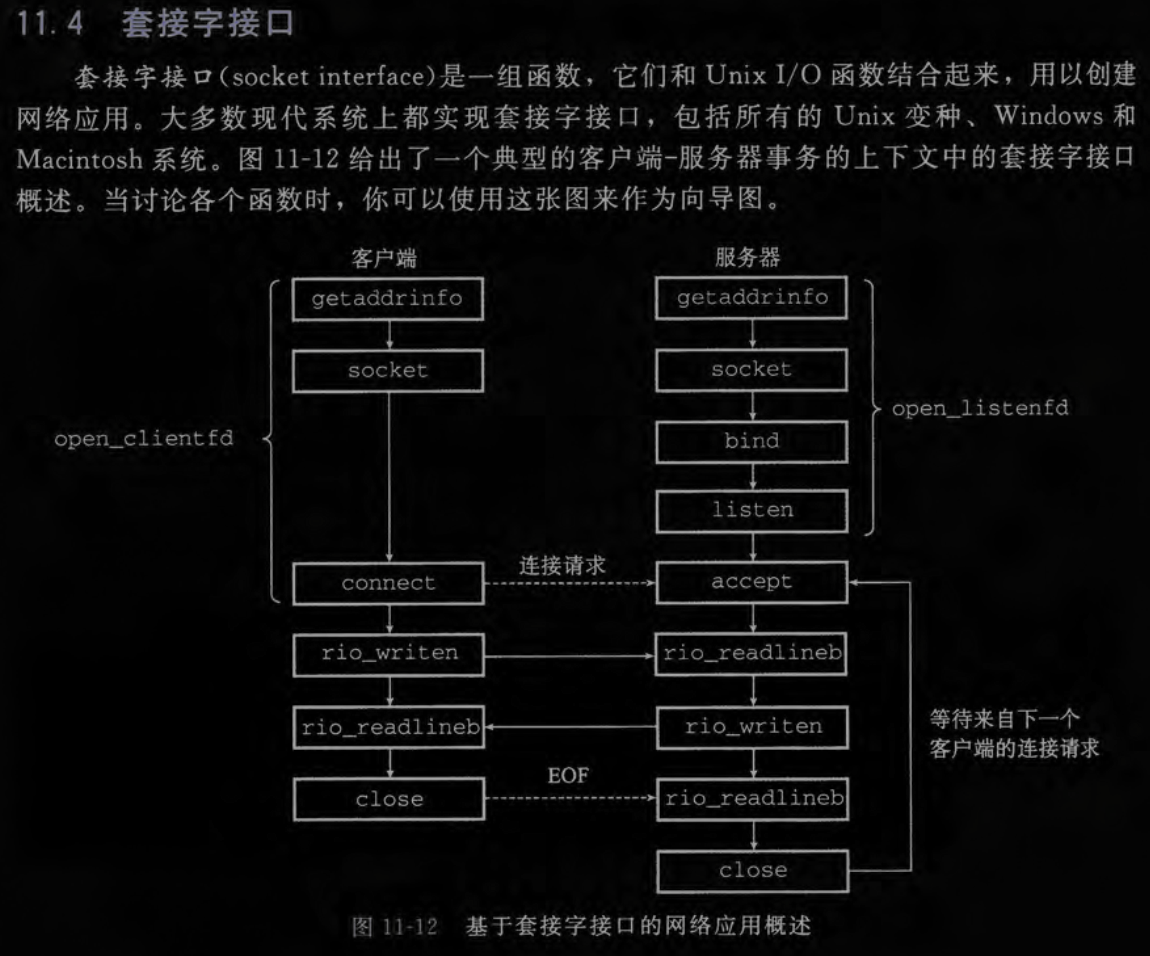 11.4 套接字接口
套接字接口(socket interface)是一组函数，它们和 Unix I/O 函数结合起来，用以创建
网络应用。大多数现代系统上都实现套接字接口，包括所有的 Unix 变种、Windows 和
Macintosh 系统。图 11-12 给出了一个典型的客户端-服务器事务的上下文中的套接字接口
概述。当讨论各个函数时，你可以使用这张图来作为向导图。
客户端
服务器
getaddrinfo
getaddrinfo
socket
socket
open_listenfd
open_clientfd
bind
listen
连接请求
connect
accept
rio_writen
rio_readlineb
rio_readlineb
rio_writen
等待来自下一个
客户端的连接请求
EOF
close
rio_readlineb
close
图 11-12 基于套接字接口的网络应用概述